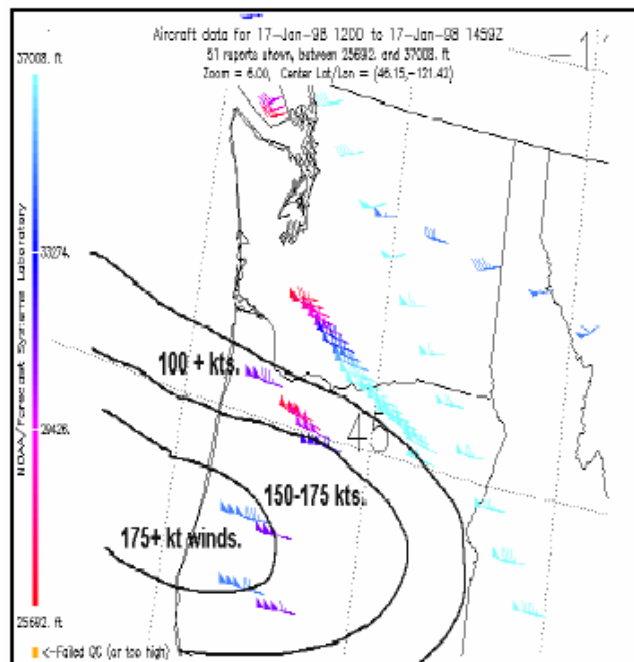 Aircraft data for 17-Jan-98 1200 to 17-Jan-98 1459Z
51 reports shown, between 25692. and 37008. ft
Zoom = 6.00, Center Lat/Lon = (46.15,-121.42)
37008. ft
33274.
29426.
25692. ft
NOAA/Forecast Systems Laboratory
100 + kts.
45
150-175 kts.
175+ kt winds.
<-Failed QC (or too high)